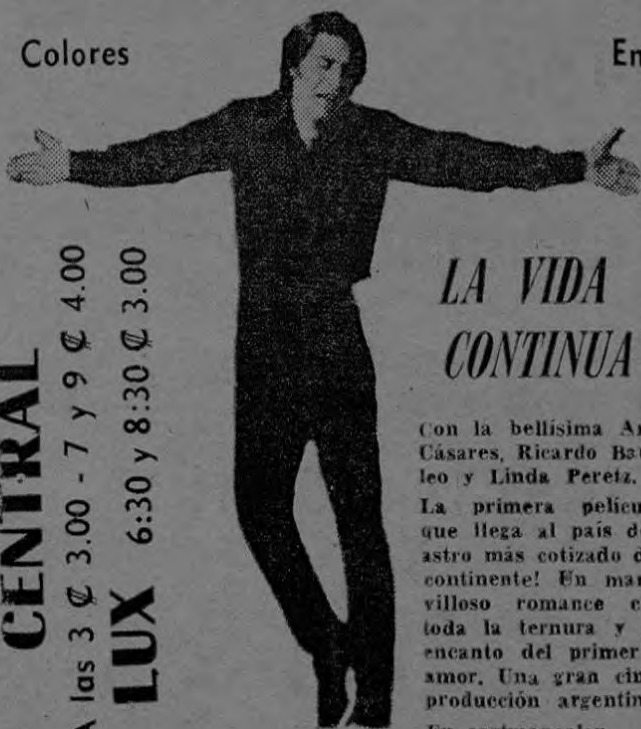 Colores
En
CENTRAL
A las 3 ₡ 3.00 - 7 y 9 ₡ 4.00
LUX 6:30 y 8:30 ₡ 3.00
LA VIDA
CONTINUA
Con la bellísima
Cásares, Ricardo
leo y Linda Peretz.
La primera
que llega al país
astro más cotizado
continente! Un
villoso romance
toda la ternura y
encanto del primer
amor. Una gran
producción